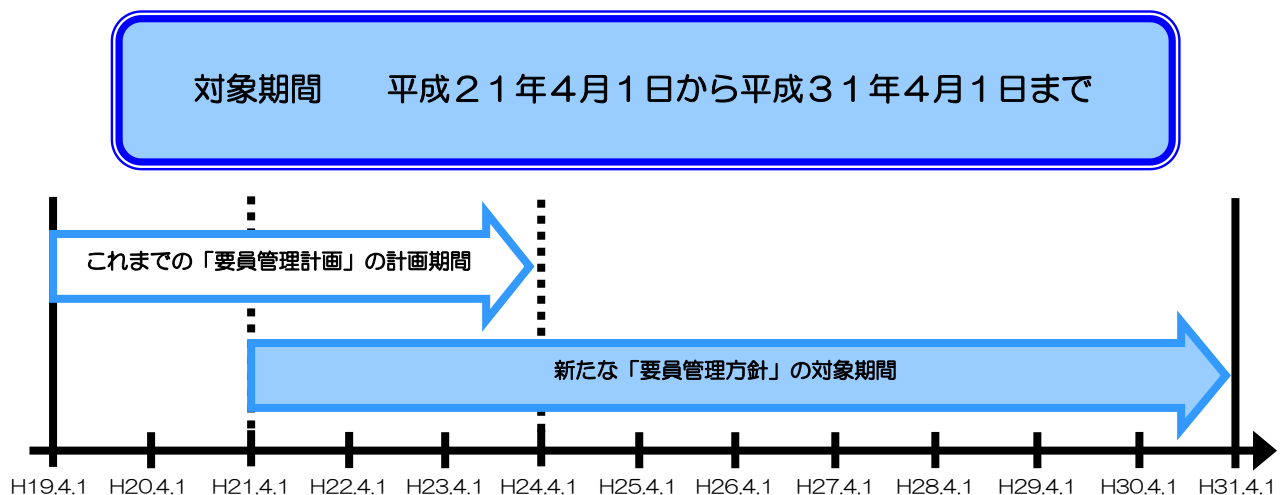 対象期間　　平成２１年４月１日から平成３１年４月１日まで
これまでの「要員管理計画」の計画期間
新たな「要員管理方針」の対象期間
H19.4.1 H20.4.1 H21.4.1 H22.4.1 H23.4.1 H24.4.1 H25.4.1 H26.4.1 H27.4.1 H28.4.1 H29.4.1 H30.4.1 H31.4.1